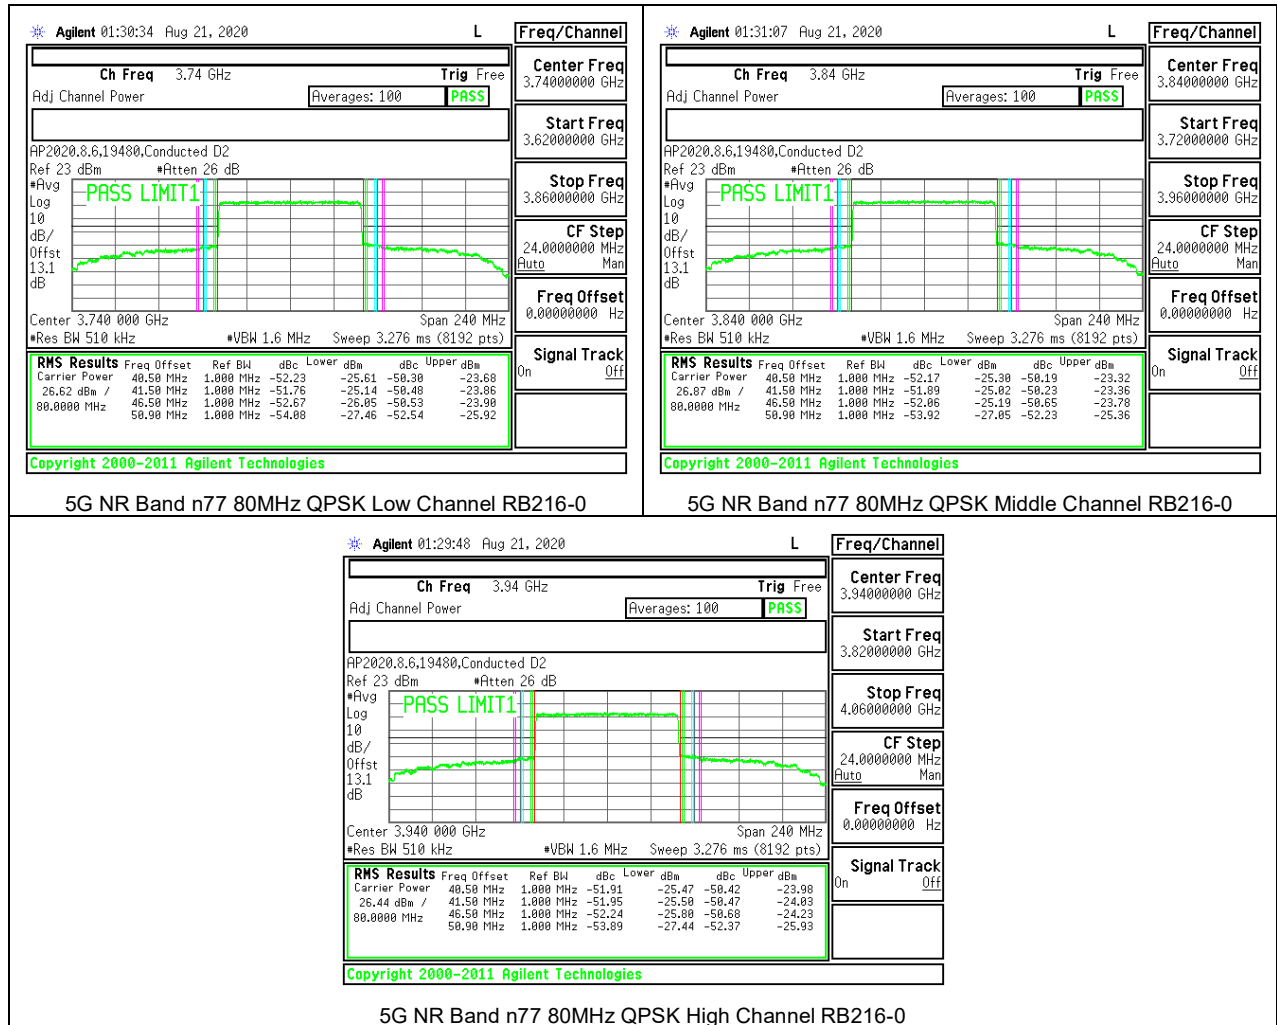 Agilent 01:30:34 Aug 21, 2020 L Freq/Channel
Ch Freq 3.74 GHz Trig Free
Adj Channel Power Averages: 100 PASS
AP2020.8.6,19480,Conducted D2
Ref 23 dBm #Atten 26 dB
#Avg
Log
10
dB/
Offst
13.1
dB
PASS LIMIT1
Center 3.740 000 GHz Span 240 MHz
#Res BW 510 kHz #VBW 1.6 MHz Sweep 3.276 ms (8192 pts)
RMS Results Freq Offset Ref BW dBc Lower dBm dBc Upper dBm
Carrier Power 40.50 MHz 1.000 MHz -52.23 -25.61 -50.30 -23.68
26.62 dBm / 41.50 MHz 1.000 MHz -51.76 -25.14 -50.48 -23.86
80.0000 MHz 46.50 MHz 1.000 MHz -52.67 -26.05 -50.53 -23.90
50.90 MHz 1.000 MHz -54.08 -27.46 -52.54 -25.92
Copyright 2000-2011 Agilent Technologies
Center Freq
3.74000000 GHz
Start Freq
3.62000000 GHz
Stop Freq
3.86000000 GHz
CF Step
24.0000000 MHz
Auto Man
Freq Offset
0.00000000 Hz
Signal Track
On Off
5G NR Band n77 80MHz QPSK Low Channel RB216-0
Agilent 01:31:07 Aug 21, 2020 L Freq/Channel
Ch Freq 3.84 GHz Trig Free
Adj Channel Power Averages: 100 PASS
AP2020.8.6,19480,Conducted D2
Ref 23 dBm #Atten 26 dB
#Avg
Log
10
dB/
Offst
13.1
dB
PASS LIMIT1
Center 3.840 000 GHz Span 240 MHz
#Res BW 510 kHz #VBW 1.6 MHz Sweep 3.276 ms (8192 pts)
RMS Results Freq Offset Ref BW dBc Lower dBm dBc Upper dBm
Carrier Power 40.50 MHz 1.000 MHz -52.17 -25.30 -50.19 -23.32
26.87 dBm / 41.50 MHz 1.000 MHz -51.89 -25.02 -50.23 -23.36
80.0000 MHz 46.50 MHz 1.000 MHz -52.06 -25.19 -50.65 -23.78
50.90 MHz 1.000 MHz -53.92 -27.05 -52.23 -25.36
Copyright 2000-2011 Agilent Technologies
Center Freq
3.84000000 GHz
Start Freq
3.72000000 GHz
Stop Freq
3.96000000 GHz
CF Step
24.0000000 MHz
Auto Man
Freq Offset
0.00000000 Hz
Signal Track
On Off
5G NR Band n77 80MHz QPSK Middle Channel RB216-0
Agilent 01:29:48 Aug 21, 2020 L Freq/Channel
Ch Freq 3.94 GHz Trig Free
Adj Channel Power Averages: 100 PASS
AP2020.8.6,19480,Conducted D2
Ref 23 dBm #Atten 26 dB
#Avg
Log
10
dB/
Offst
13.1
dB
PASS LIMIT1
Center 3.940 000 GHz Span 240 MHz
#Res BW 510 kHz #VBW 1.6 MHz Sweep 3.276 ms (8192 pts)
RMS Results Freq Offset Ref BW dBc Lower dBm dBc Upper dBm
Carrier Power 40.50 MHz 1.000 MHz -51.91 -25.47 -50.42 -23.98
26.44 dBm / 41.50 MHz 1.000 MHz -51.95 -25.50 -50.47 -24.03
80.0000 MHz 46.50 MHz 1.000 MHz -52.24 -25.80 -50.68 -24.23
50.90 MHz 1.000 MHz -53.89 -27.44 -52.37 -25.93
Copyright 2000-2011 Agilent Technologies
Center Freq
3.94000000 GHz
Start Freq
3.82000000 GHz
Stop Freq
4.06000000 GHz
CF Step
24.0000000 MHz
Auto Man
Freq Offset
0.00000000 Hz
Signal Track
On Off
5G NR Band n77 80MHz QPSK High Channel RB216-0